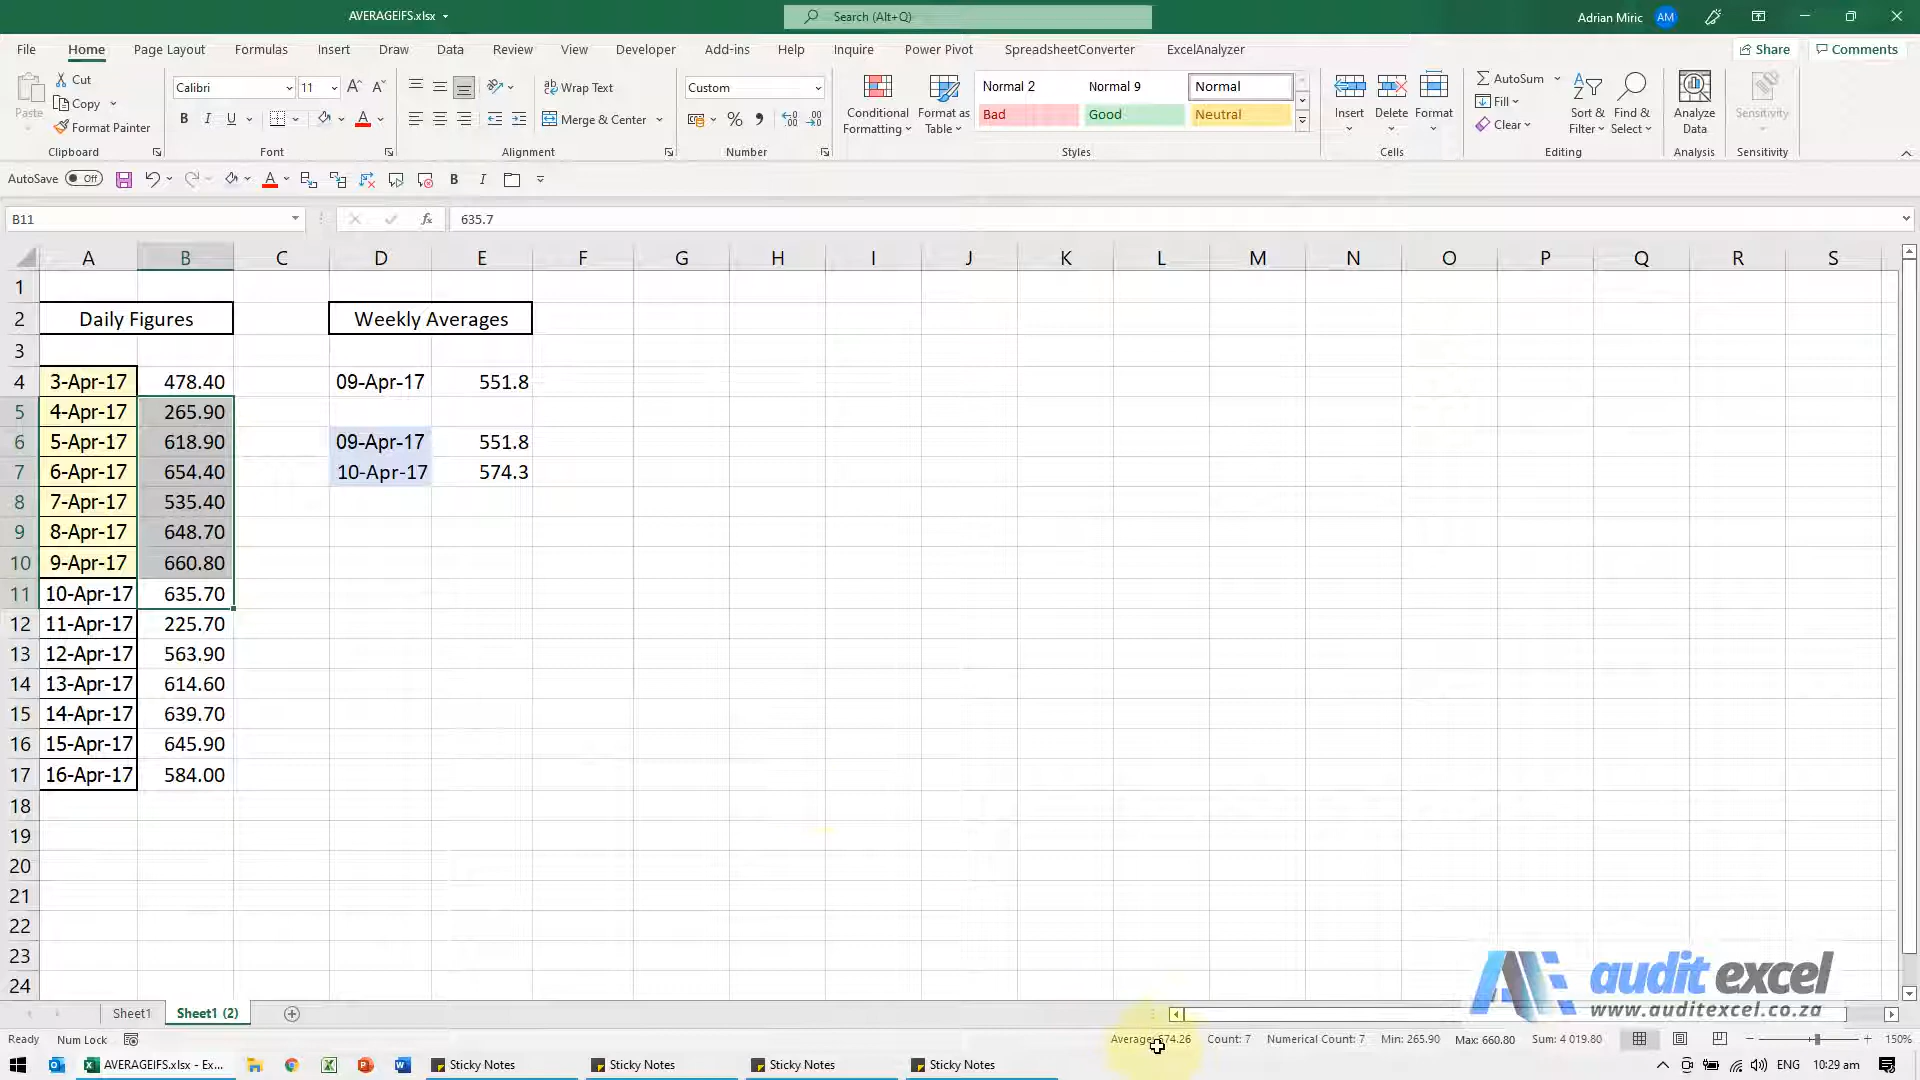 AVERAGEIFS.xlsx
Search (Alt+Q)
Adrian Miric AM
File Home Page Layout Formulas Insert Draw Data Review View Developer Add-ins Help Inquire Power Pivot SpreadsheetConverter ExcelAnalyzer Share Comments
Paste Cut Copy Format Painter
Clipboard
Calibri 11 A A
B I U A
Font
Wrap Text
Merge & Center
Alignment
Custom
% 9
Number
Conditional Formatting
Format as Table
Normal 2 Normal 9 Normal
Bad Good Neutral
Styles
Insert Delete Format
Cells
AutoSum
Fill
Clear
Sort & Filter
Find & Select
Editing
Analyze Data
Analysis
Sensitivity
Sensitivity
AutoSave Off A B I
B11 fx 635.7
A B C D E F G H I J K L M N O P Q R S
1
2 Daily Figures Weekly Averages
3
4 3-Apr-17 478.40 09-Apr-17 551.8
5 4-Apr-17 265.90
6 5-Apr-17 618.90 09-Apr-17 551.8
7 6-Apr-17 654.40 10-Apr-17 574.3
8 7-Apr-17 535.40
9 8-Apr-17 648.70
10 9-Apr-17 660.80
11 10-Apr-17 635.70
12 11-Apr-17 225.70
13 12-Apr-17 563.90
14 13-Apr-17 614.60
15 14-Apr-17 639.70
16 15-Apr-17 645.90
17 16-Apr-17 584.00
18
19
20
21
22
23
24
audit excel
www.auditexcel.co.za
Sheet1 Sheet1 (2)
Ready Num Lock Average: 574.26 Count: 7 Numerical Count: 7 Min: 265.90 Max: 660.80 Sum: 4 019.80 150%
AVERAGEIFS.xlsx - Ex... Sticky Notes Sticky Notes Sticky Notes Sticky Notes ENG 10:29 am